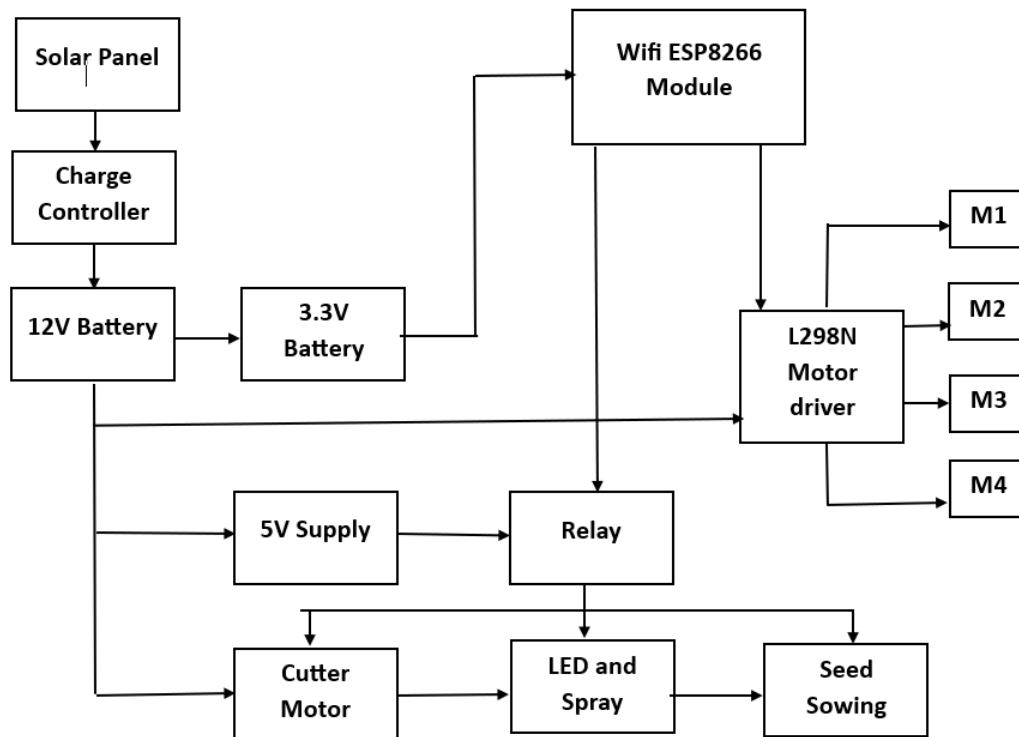 Solar Panel
Wifi ESP8266
Module
Charge
Controller
M1
12V Battery
3.3V
Battery
M2
L298N
Motor
driver
M3
M4
5V Supply
Relay
Cutter
Motor
LED and
Spray
Seed
Sowing